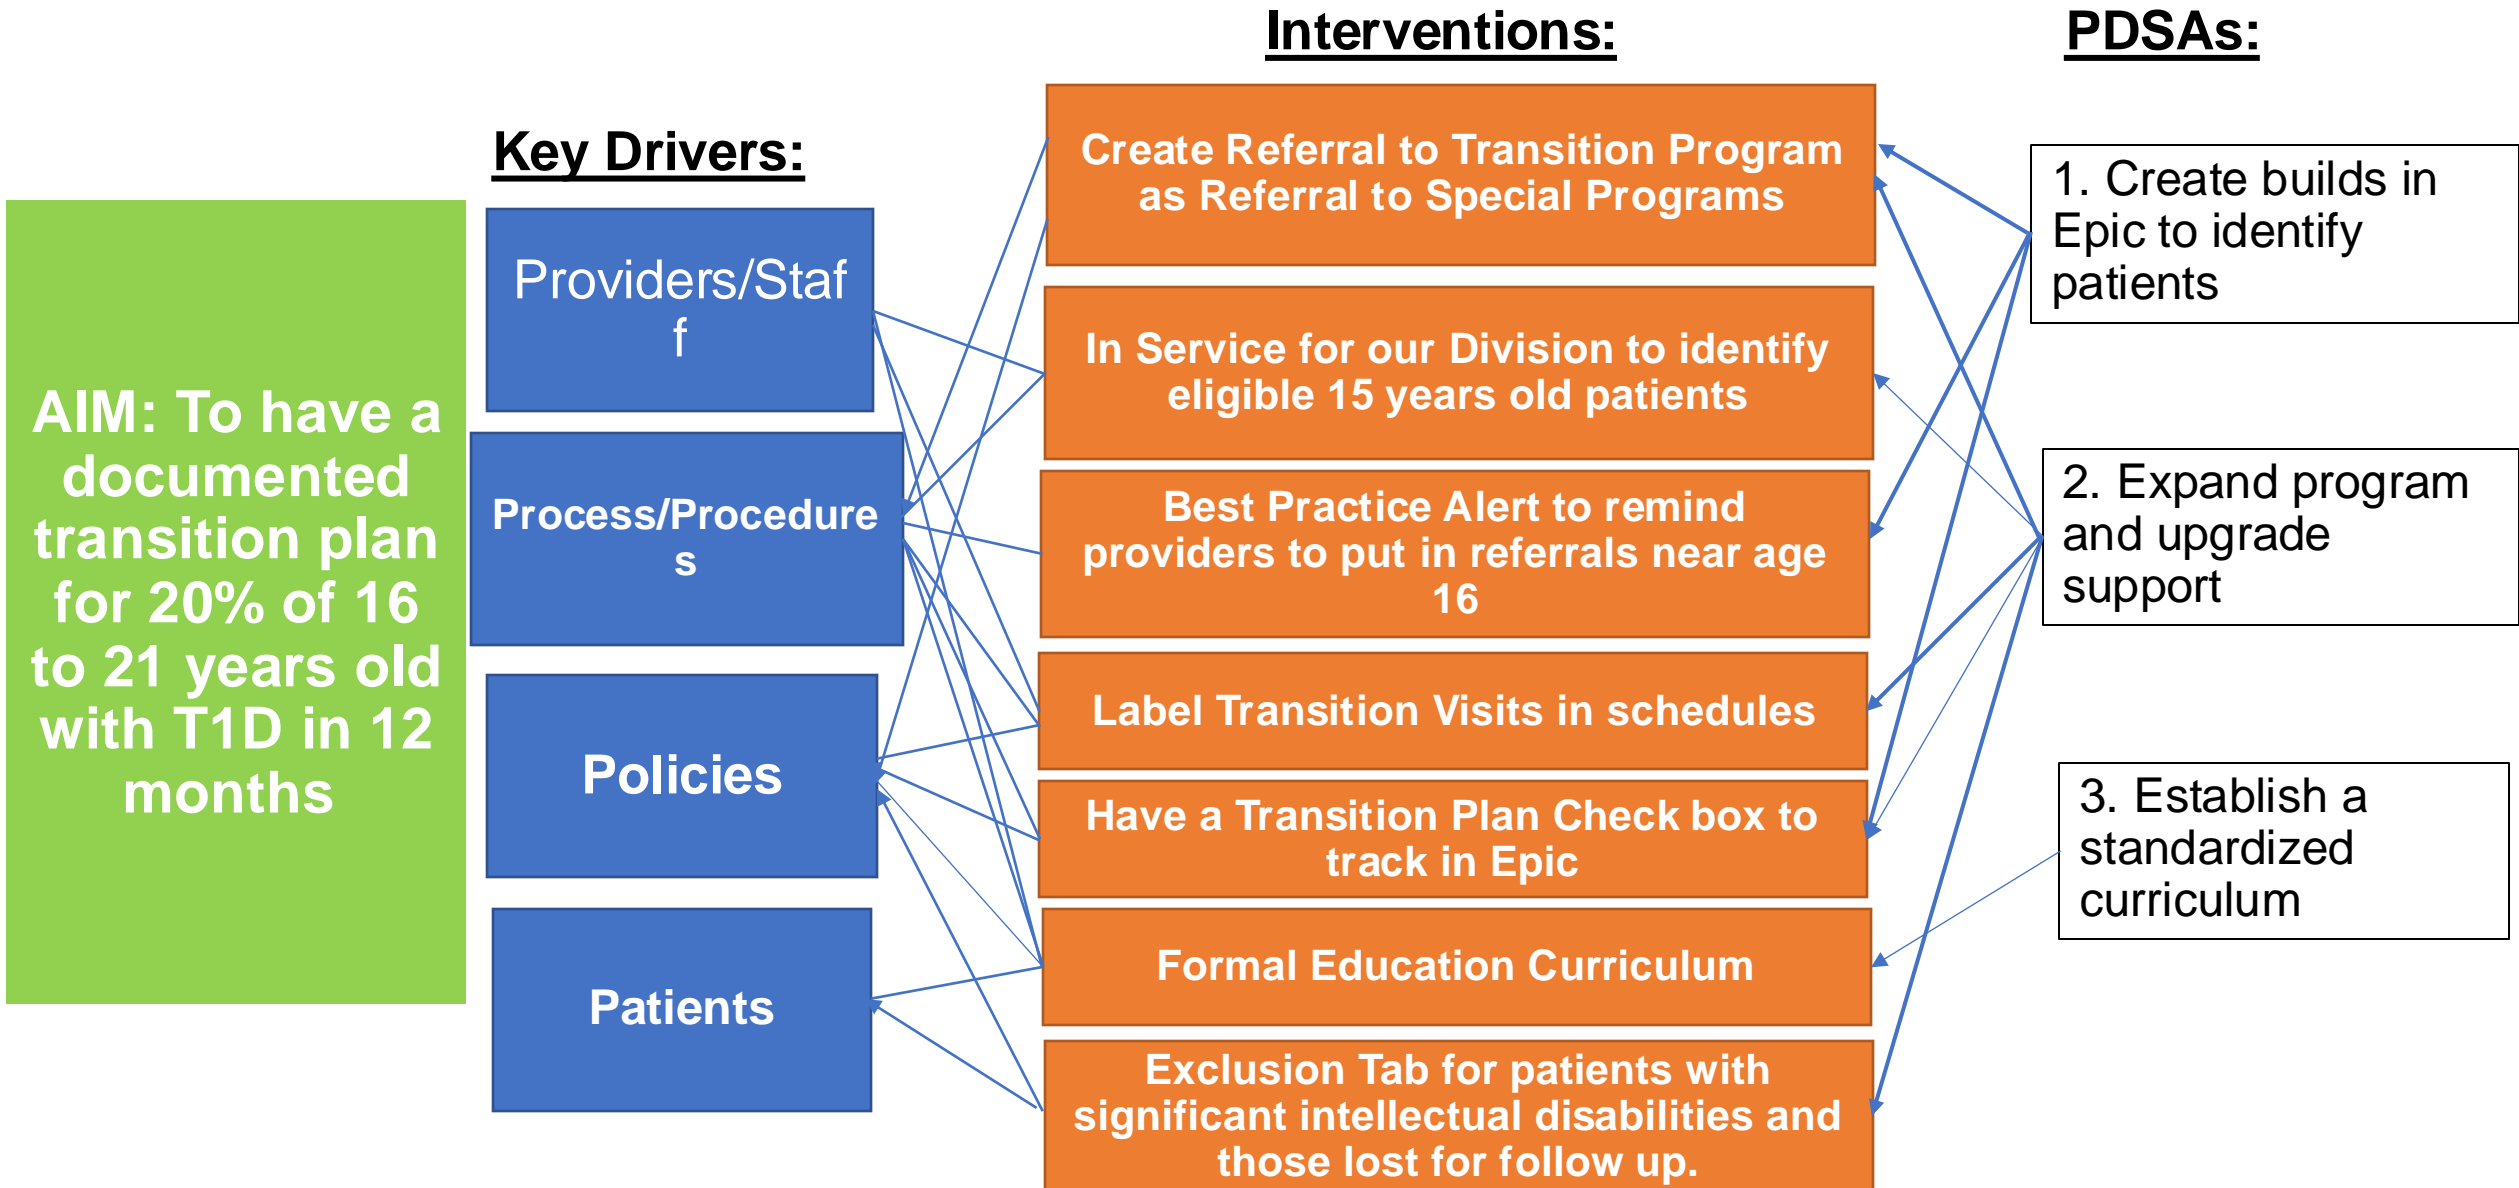 AIM: To have a
documented
transition plan
for 20% of 16
to 21 years old
with T1D in 12
months
Key Drivers:
Providers/Staf
f
Process/Procedure
s
Policies
Patients
Interventions:
Create Referral to Transition Program
as Referral to Special Programs
In Service for our Division to identify
eligible 15 years old patients
Best Practice Alert to remind
providers to put in referrals near age
16
Label Transition Visits in schedules
Have a Transition Plan Check box to
track in Epic
Formal Education Curriculum
Exclusion Tab for patients with
significant intellectual disabilities and
those lost for follow up.
PDSAs:
1. Create builds in
Epic to identify
patients
2. Expand program
and upgrade
support
3. Establish a
standardized
curriculum